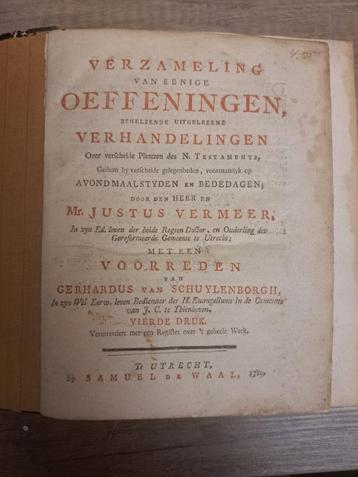 VERZAMELING
VAN EENIGE
OEFFENINGEN,
BEHELZENDE UITGELEEZENE
VERHANDELINGEN
Over verscheide Plaatzen des N. TESTAMENTS,
Gedaan by verscheide gelegenheden, voornaamlyk op
AVONDMAALSTYDEN EN BEDEDAGEN;
DOOR DEN HEER EN
Mr. JUSTUS VERMEER,
In zyn Ed. leven der beide Regten Doctor, en Ouderling der
Gereformeerde Gemeente te Utrecht;
MET EEN
VOORREDEN
VAN
GERHARDUS VAN SCHUYLENBORGH,
In zyn Wel Eerw. leven Bedienaar des H. Euangeliums in de Gemeente
van J. C. te Thienhoven.
VIERDE DRUK.
Vermeerdert met een Register over 't geheele Werk.
Te UTRECHT,
By SAMUEL DE WAAL,